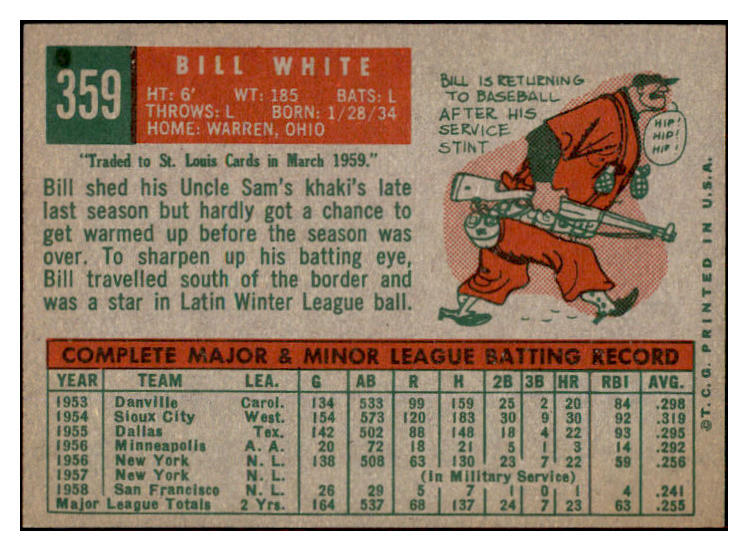 359
BILL WHITE
HT: 6' WT: 185 BATS: L
THROWS: L BORN: 1/28/34
HOME: WARREN, OHIO
"Traded to St. Louis Cards in March 1959."
Bill shed his Uncle Sam's khaki's late
last season but hardly got a chance to
get warmed up before the season was
over. To sharpen up his batting eye,
Bill travelled south of the border and
was a star in Latin Winter League ball.
BILL IS RETURNING
TO BASEBALL
AFTER HIS
SERVICE
STINT
HIP!
HIP!
HIP!
COMPLETE MAJOR & MINOR LEAGUE BATTING RECORD
YEAR TEAM LEA. G AB R H 2B 3B HR RBI AVG.
1953 Danville Carol. 134 533 99 159 25 2 20 84 .298
1954 Sioux City West. 154 573 120 183 30 9 30 92 .319
1955 Dallas Tex. 142 502 88 148 18 4 22 93 .295
1956 Minneapolis A. A. 20 72 18 21 5 1 3 14 .292
1956 New York N. L. 138 508 63 130 23 7 22 59 .256
1957 New York N. L. (In Military Service)
1958 San Francisco N. L. 26 29 5 7 1 0 1 4 .241
Major League Totals 2 Yrs. 164 537 68 137 24 7 23 63 .255
©T.C.G. PRINTED IN U.S.A.